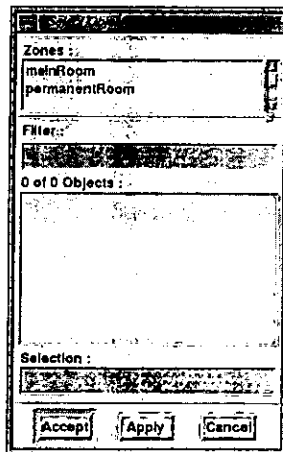 Zones :
mainRoom
permanentRoom
Filter :
0 of 0 Objects :
Selection :
Accept Apply Cancel